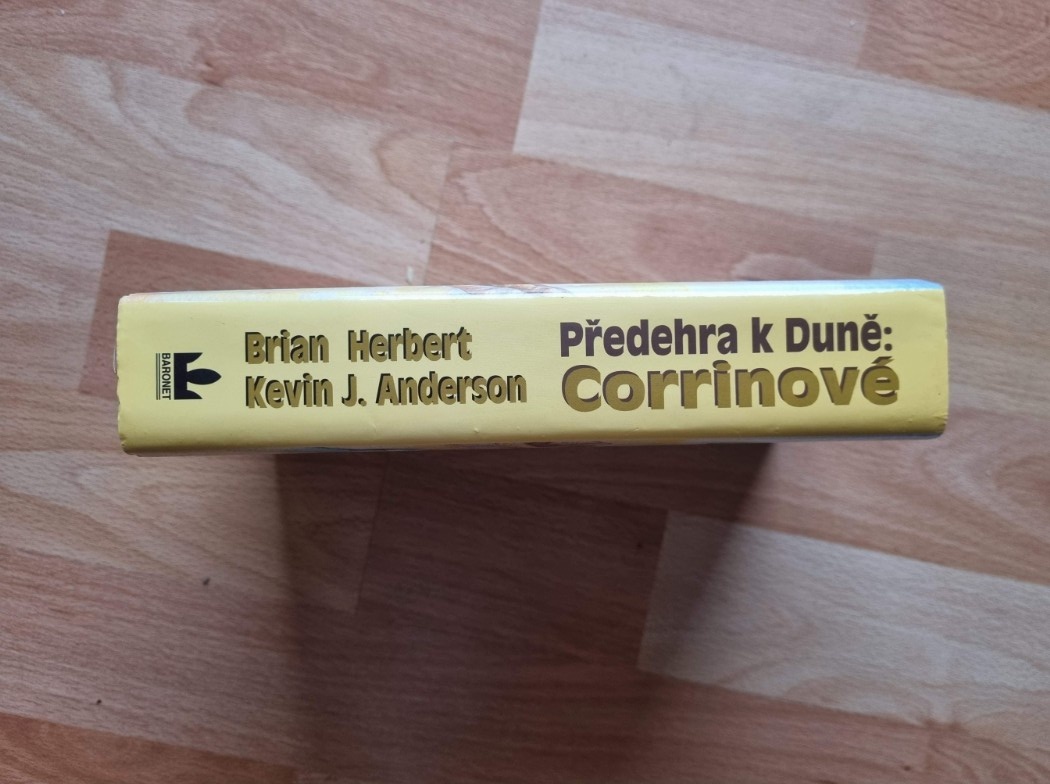 BARONET
Brian Herbert
Kevin J. Anderson
Předehra k Duně:
Corrinové